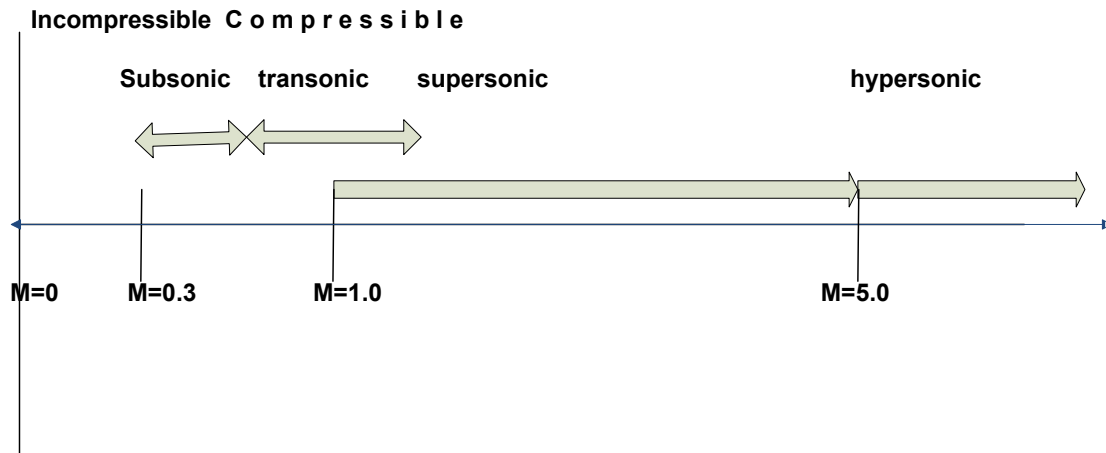 Incompressible C o m p r e s s i b l e
Subsonic transonic supersonic hypersonic
M=0 M=0.3 M=1.0 M=5.0